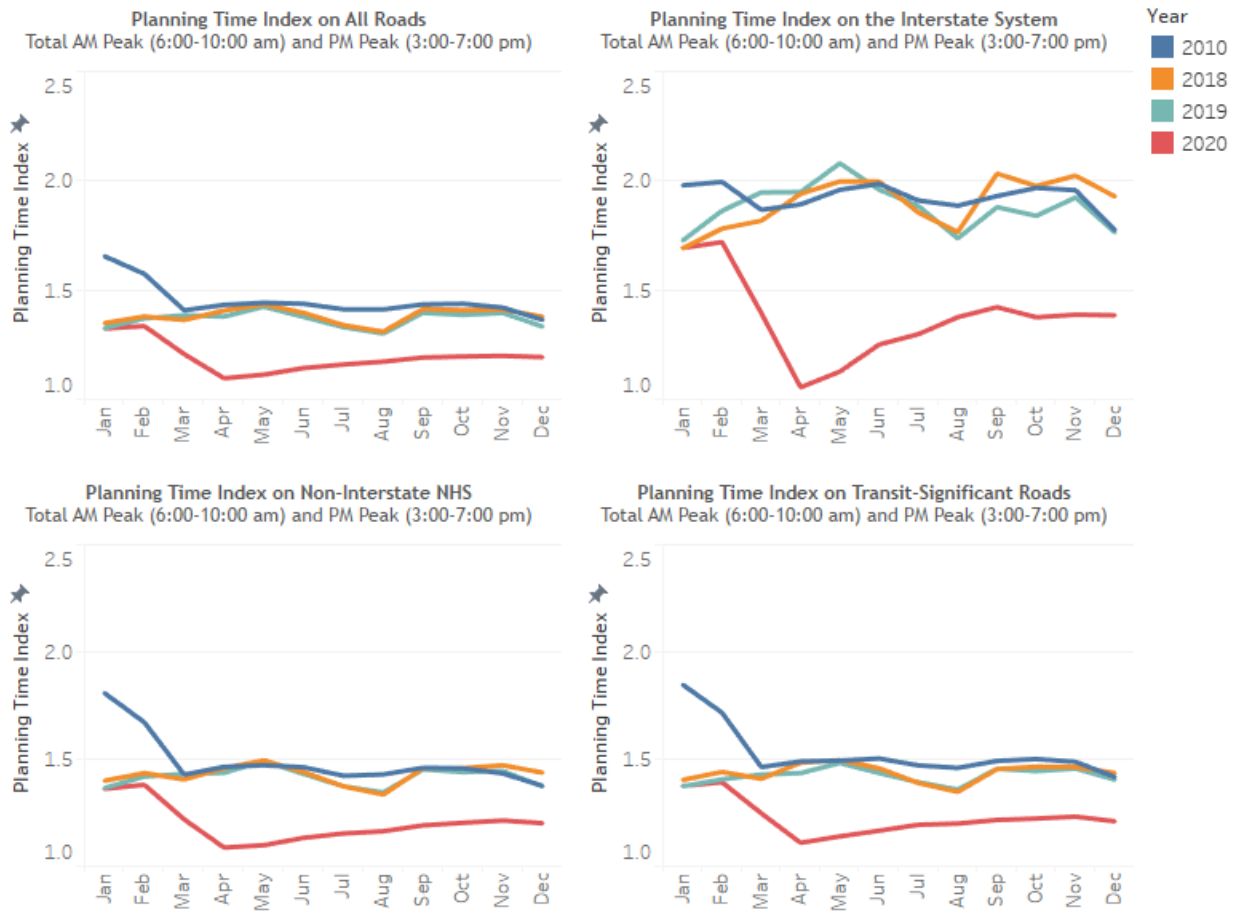 Planning Time Index on All Roads
Total AM Peak (6:00-10:00 am) and PM Peak (3:00-7:00 pm)
2.5
2.0
1.5
1.0
Planning Time Index
Jan
Feb
Mar
Apr
May
Jun
Jul
Aug
Sep
Oct
Nov
Dec
Planning Time Index on the Interstate System
Total AM Peak (6:00-10:00 am) and PM Peak (3:00-7:00 pm)
2.5
2.0
1.5
1.0
Planning Time Index
Jan
Feb
Mar
Apr
May
Jun
Jul
Aug
Sep
Oct
Nov
Dec
Year
2010
2018
2019
2020
Planning Time Index on Non-Interstate NHS
Total AM Peak (6:00-10:00 am) and PM Peak (3:00-7:00 pm)
2.5
2.0
1.5
1.0
Planning Time Index
Jan
Feb
Mar
Apr
May
Jun
Jul
Aug
Sep
Oct
Nov
Dec
Planning Time Index on Transit-Significant Roads
Total AM Peak (6:00-10:00 am) and PM Peak (3:00-7:00 pm)
2.5
2.0
1.5
1.0
Planning Time Index
Jan
Feb
Mar
Apr
May
Jun
Jul
Aug
Sep
Oct
Nov
Dec